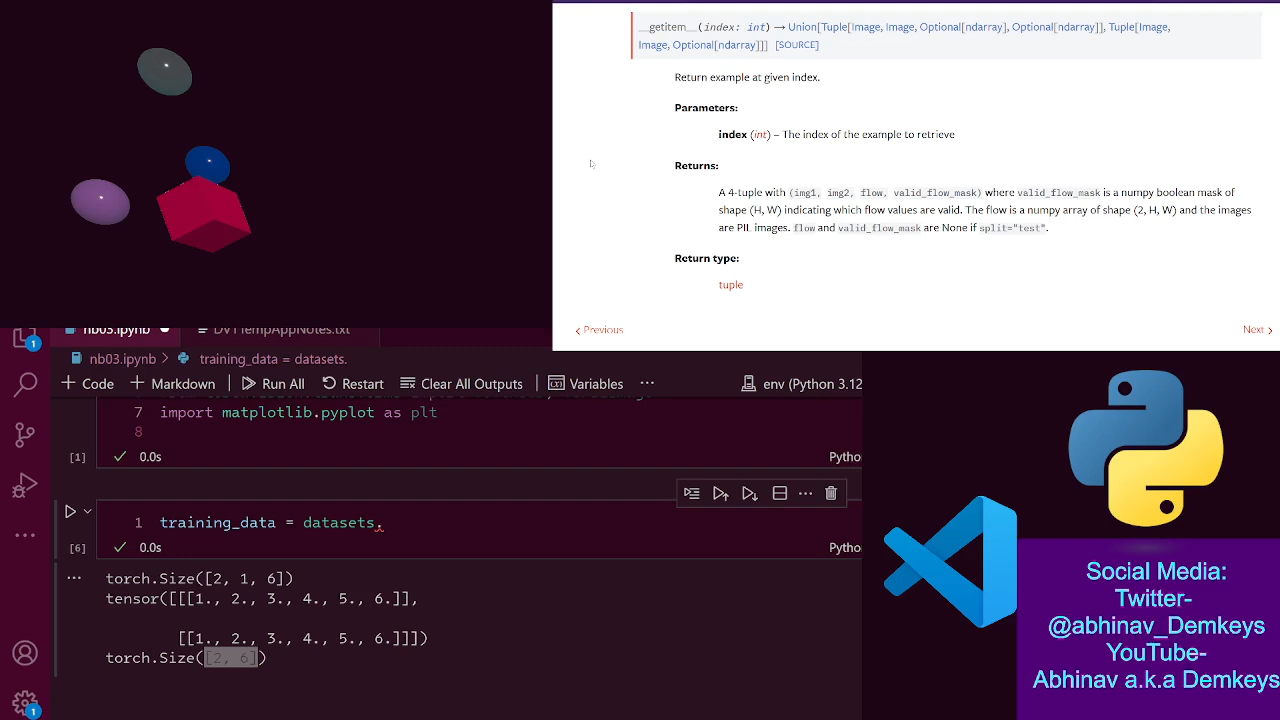 __getitem__(index: int) → Union[Tuple[Image, Image, Optional[ndarray], Optional[ndarray]], Tuple[Image,
Image, Optional[ndarray]]] [SOURCE]
Return example at given index.
Parameters:
index (int) – The index of the example to retrieve
Returns:
A 4-tuple with (img1, img2, flow, valid_flow_mask) where valid_flow_mask is a numpy boolean mask of
shape (H, W) indicating which flow values are valid. The flow is a numpy array of shape (2, H, W) and the images
are PIL images. flow and valid_flow_mask are None if split="test".
Return type:
tuple
Previous
Next
nb03.ipynb
DVTTempAppNotes.txt
nb03.ipynb > training_data = datasets.
+ Code + Markdown Run All Restart Clear All Outputs Variables ··· env (Python 3.12
7 import matplotlib.pyplot as plt
8
[1] 0.0s Pytho
1 training_data = datasets.
[6] 0.0s Pytho
torch.Size([2, 1, 6])
tensor([[[1., 2., 3., 4., 5., 6.]],
[[1., 2., 3., 4., 5., 6.]]])
torch.Size([2, 6])
1
1
Social Media:
Twitter-
@abhinav_Demkeys
YouTube-
Abhinav a.k.a Demkeys